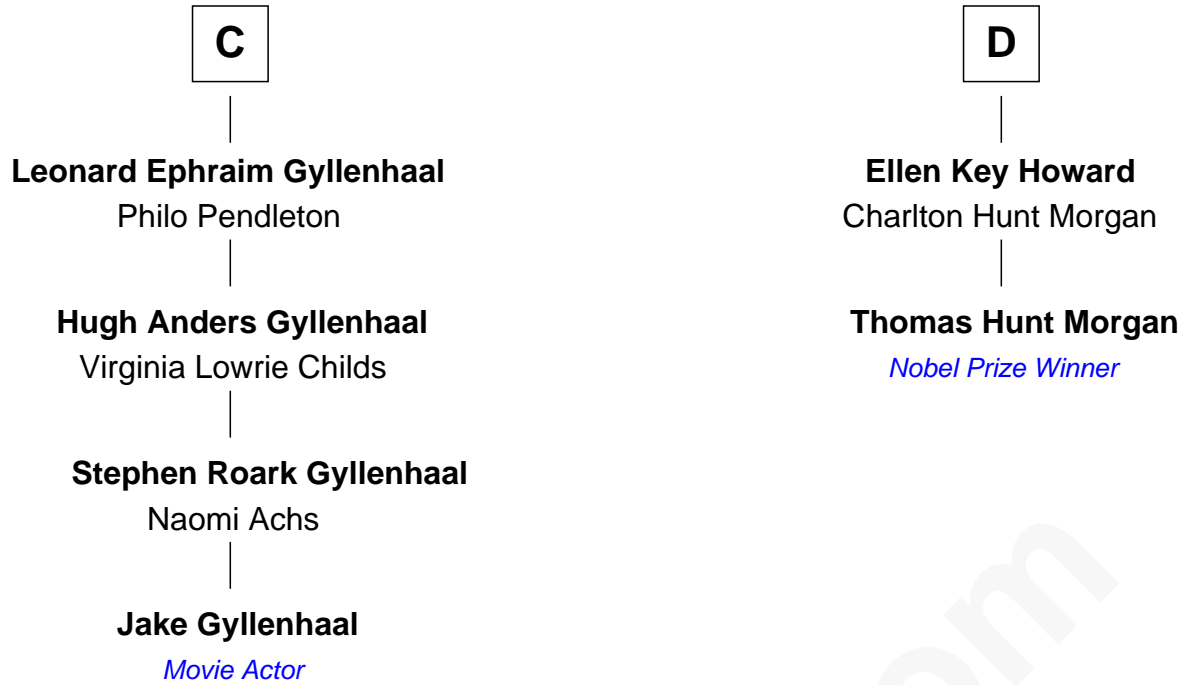 C
Leonard Ephraim Gyllenhaal
Philo Pendleton
Hugh Anders Gyllenhaal
Virginia Lowrie Childs
Stephen Roark Gyllenhaal
Naomi Achs
Jake Gyllenhaal
Movie Actor
D
Ellen Key Howard
Charlton Hunt Morgan
Thomas Hunt Morgan
Nobel Prize Winner
om